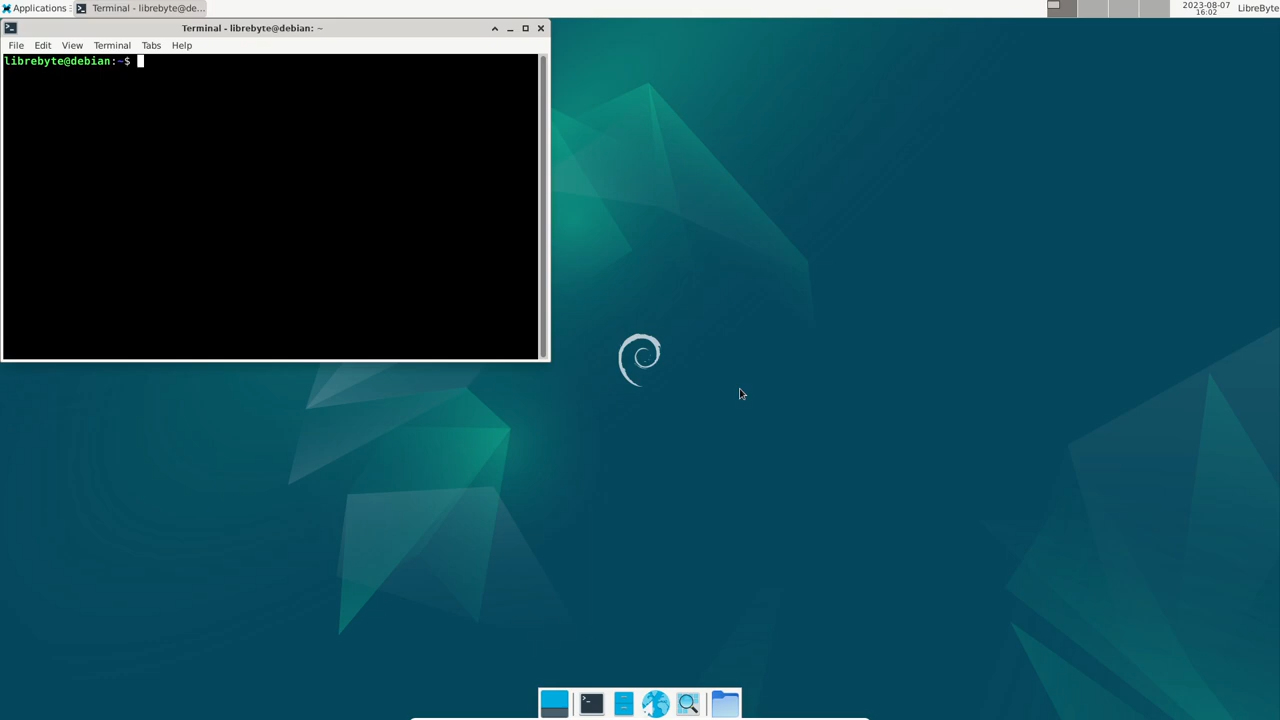 Applications
Terminal - librebyte@de...
2023-08-07
16:02
LibreByte
Terminal - librebyte@debian: ~
File Edit View Terminal Tabs Help
librebyte@debian:~$